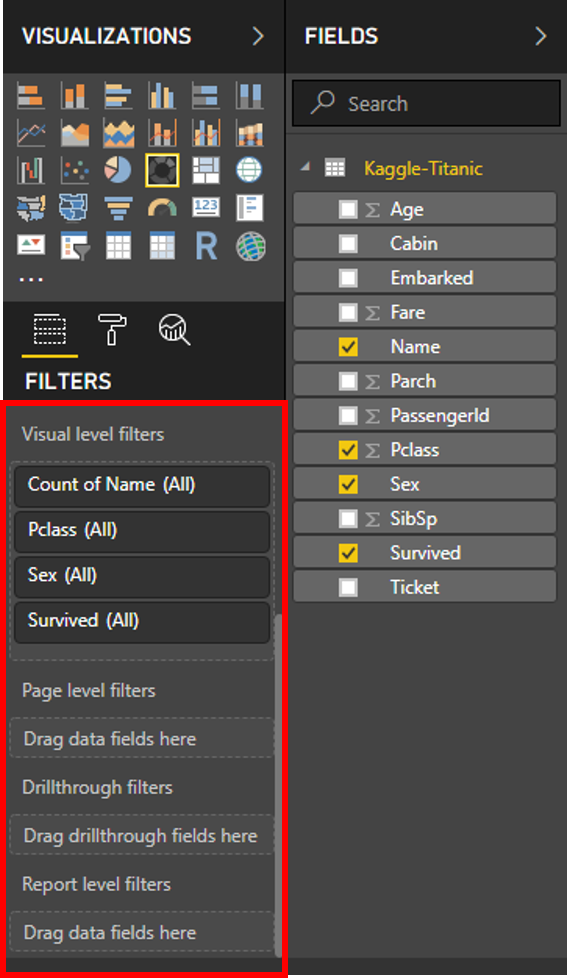 VISUALIZATIONS
123
R
...
FILTERS
Visual level filters
Count of Name (All)
Pclass (All)
Sex (All)
Survived (All)
Page level filters
Drag data fields here
Drillthrough filters
Drag drillthrough fields here
Report level filters
Drag data fields here
FIELDS
Search
Kaggle-Titanic
Σ Age
Cabin
Embarked
Σ Fare
Name
Σ Parch
Σ PassengerId
Σ Pclass
Sex
Σ SibSp
Survived
Ticket